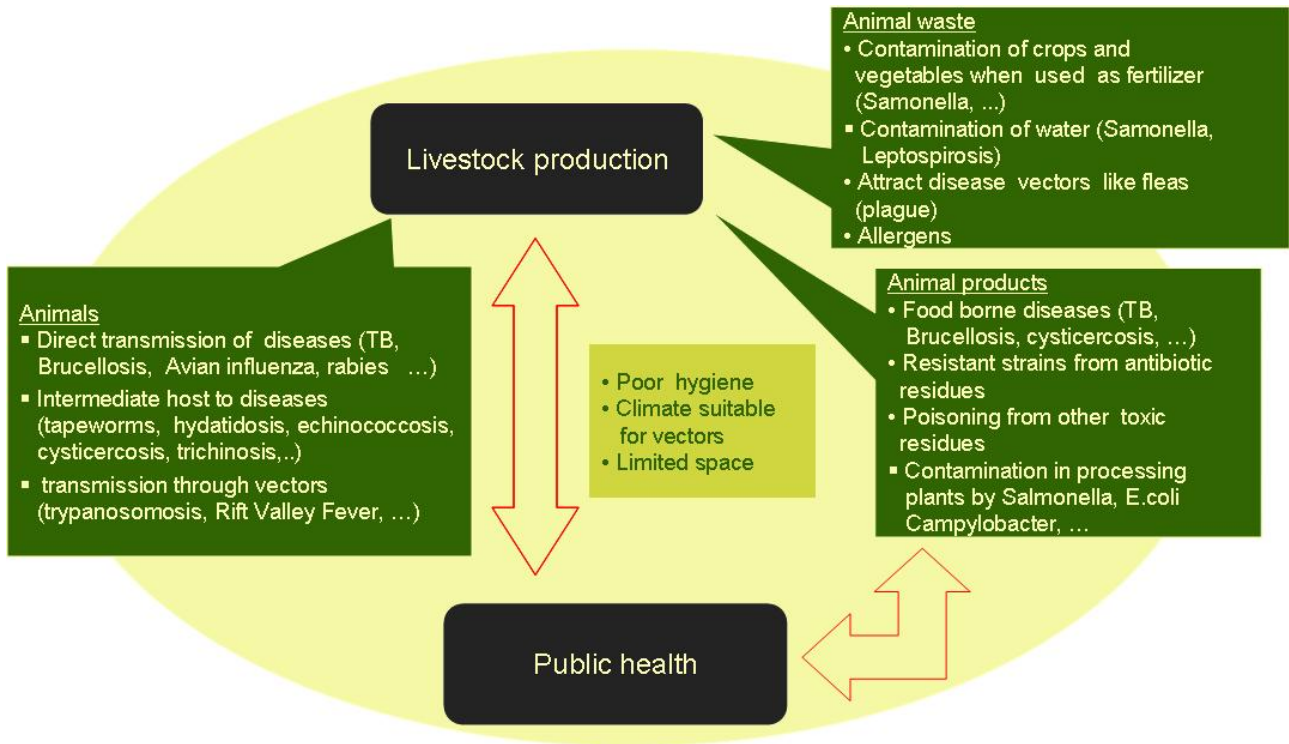 Animal waste
• Contamination of crops and
vegetables when used as fertilizer
(Samonella, ...)
▪ Contamination of water (Samonella,
Leptospirosis)
• Attract disease vectors like fleas
(plague)
• Allergens
Livestock production
Animals
▪ Direct transmission of diseases (TB,
Brucellosis, Avian influenza, rabies …)
▪ Intermediate host to diseases
(tapeworms, hydatidosis, echinococcosis,
cysticercosis, trichinosis,..)
▪ transmission through vectors
(trypanosomosis, Rift Valley Fever, …)
• Poor hygiene
• Climate suitable
for vectors
• Limited space
Animal products
• Food borne diseases (TB,
Brucellosis, cysticercosis, …)
• Resistant strains from antibiotic
residues
• Poisoning from other toxic
residues
▪ Contamination in processing
plants by Salmonella, E.coli
Campylobacter, …
Public health